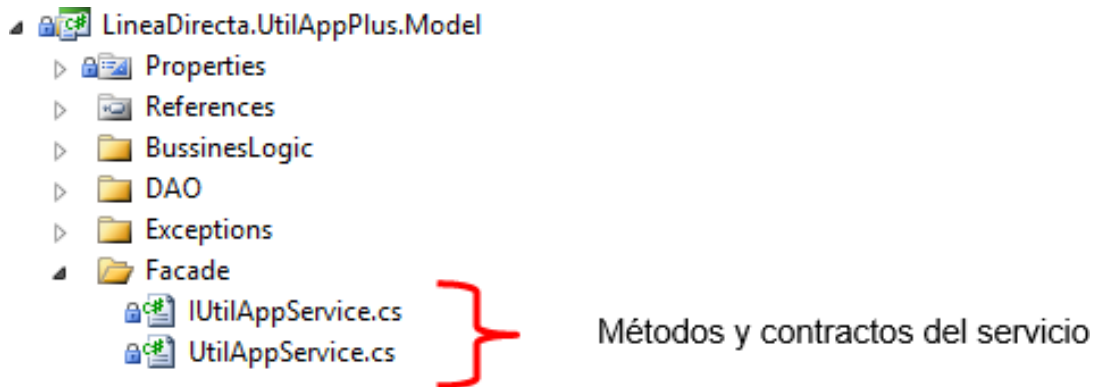 LineaDirecta.UtilAppPlus.Model
Properties
References
BussinesLogic
DAO
Exceptions
Facade
IUtilAppService.cs
UtilAppService.cs
Métodos y contractos del servicio